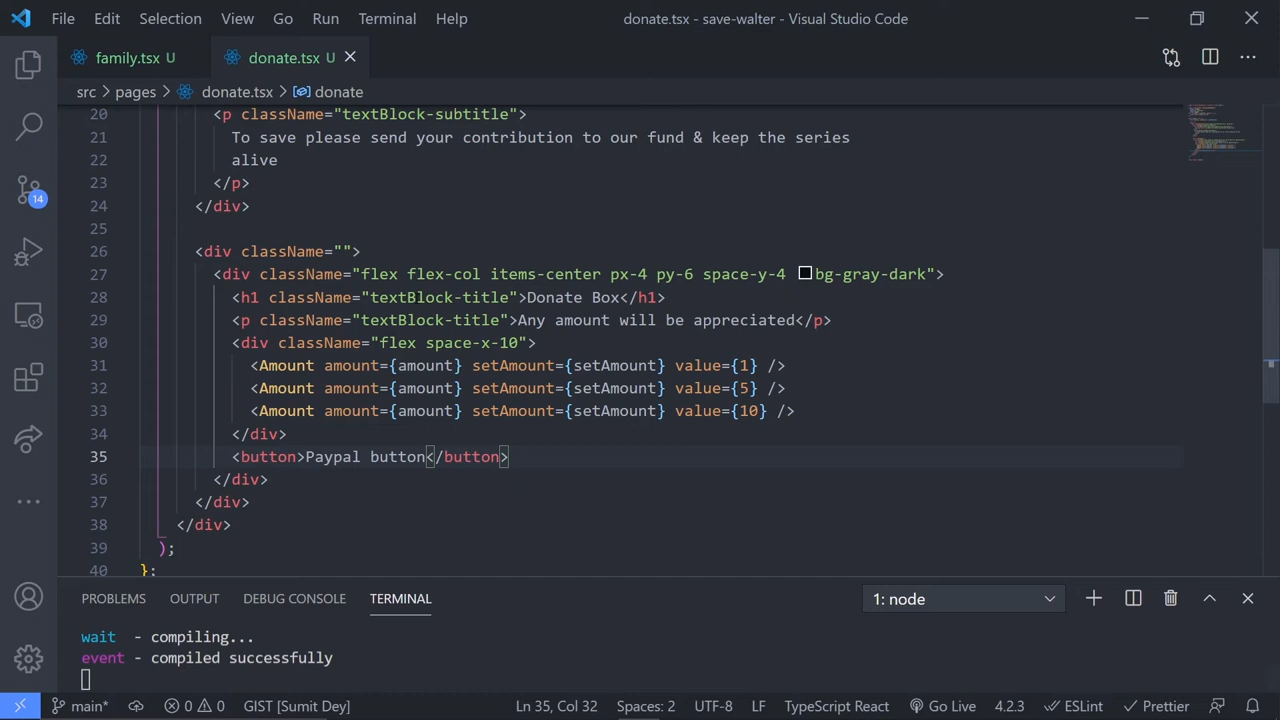 File Edit Selection View Go Run Terminal Help donate.tsx - save-walter - Visual Studio Code
family.tsx U donate.tsx U
src > pages > donate.tsx > donate
20 <p className="textBlock-subtitle">
21 To save please send your contribution to our fund & keep the series
22 alive
23 </p>
24 </div>
25
26 <div className="">
27 <div className="flex flex-col items-center px-4 py-6 space-y-4 bg-gray-dark">
28 <h1 className="textBlock-title">Donate Box</h1>
29 <p className="textBlock-title">Any amount will be appreciated</p>
30 <div className="flex space-x-10">
31 <Amount amount={amount} setAmount={setAmount} value={1} />
32 <Amount amount={amount} setAmount={setAmount} value={5} />
33 <Amount amount={amount} setAmount={setAmount} value={10} />
34 </div>
35 <button>Paypal button</button>
36 </div>
37 </div>
38 </div>
39 );
40 };
14
PROBLEMS OUTPUT DEBUG CONSOLE TERMINAL 1: node
wait - compiling...
event - compiled successfully
main* 0 0 GIST [Sumit Dey] Ln 35, Col 32 Spaces: 2 UTF-8 LF TypeScript React Go Live 4.2.3 ESLint Prettier